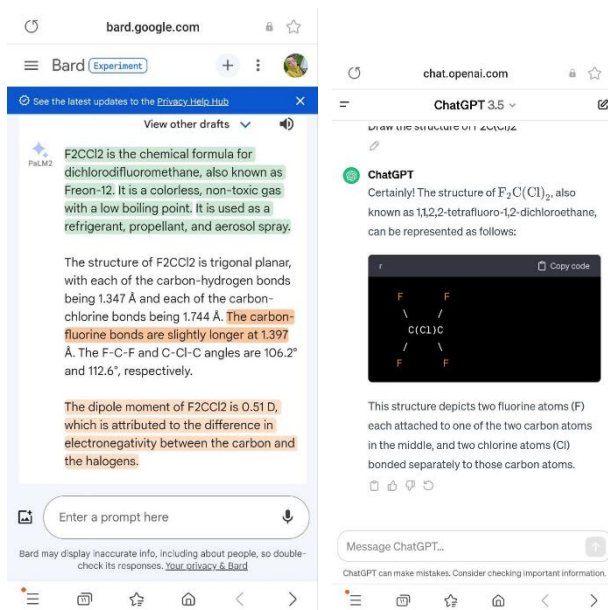 bard.google.com
Bard Experiment
See the latest updates to the Privacy Help Hub
View other drafts
PaLM2
F2CCl2 is the chemical formula for
dichlorodifluoromethane, also known as
Freon-12. It is a colorless, non-toxic gas
with a low boiling point. It is used as a
refrigerant, propellant, and aerosol spray.
The structure of F2CCl2 is trigonal planar,
with each of the carbon-hydrogen bonds
being 1.347 Å and each of the carbon-
chlorine bonds being 1.744 Å. The carbon-
fluorine bonds are slightly longer at 1.397
Å. The F-C-F and C-Cl-C angles are 106.2°
and 112.6°, respectively.
The dipole moment of F2CCl2 is 0.51 D,
which is attributed to the difference in
electronegativity between the carbon and
the halogens.
Enter a prompt here
Bard may display inaccurate info, including about people, so double-
check its responses. Your privacy & Bard
chat.openai.com
ChatGPT 3.5
Draw the structure of
ChatGPT
Certainly! The structure of F₂C(Cl)₂, also
known as 1,1,2,2-tetrafluoro-1,2-dichloroethane,
can be represented as follows:
r Copy code
F F
\ /
C(Cl)C
/ \
F F
This structure depicts two fluorine atoms (F)
each attached to one of the two carbon atoms
in the middle, and two chlorine atoms (Cl)
bonded separately to those carbon atoms.
Message ChatGPT...
ChatGPT can make mistakes. Consider checking important information.